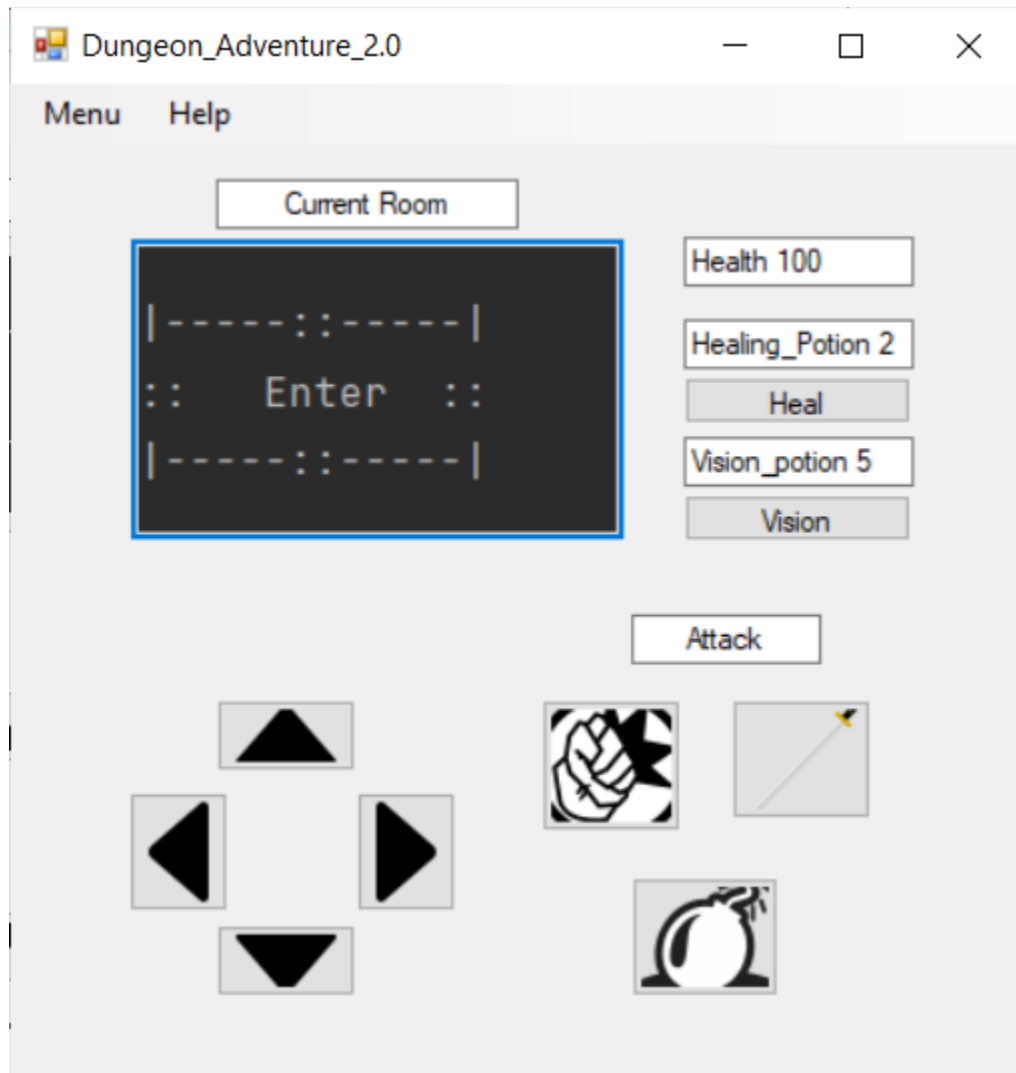 Dungeon_Adventure_2.0
Menu Help
Current Room
|-----::-----|
:: Enter ::
|-----::-----|
Health 100
Healing_Potion 2
Heal
Vision_potion 5
Vision
Attack